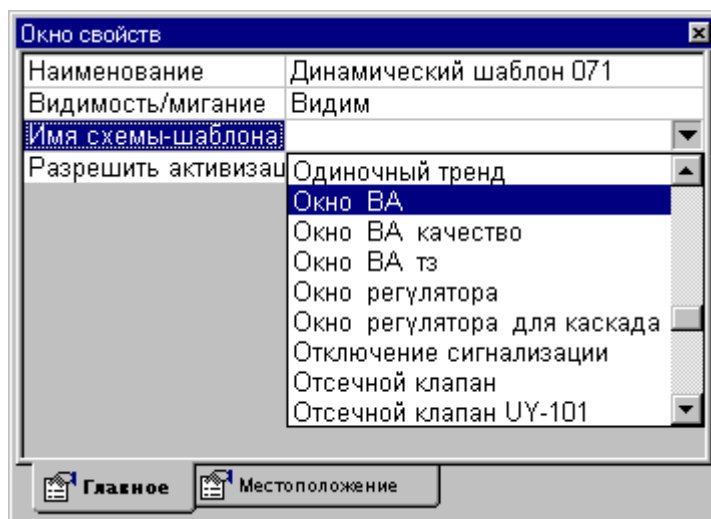 Окно свойств
Наименование Динамический шаблон 071
Видимость/мигание Видим
Имя схемы-шаблона
Разрешить активизац
Одиночный тренд
Окно ВА
Окно ВА качество
Окно ВА тз
Окно регулятора
Окно регулятора для каскада
Отключение сигнализации
Отсечной клапан
Отсечной клапан UY-101
Главное Местоположение